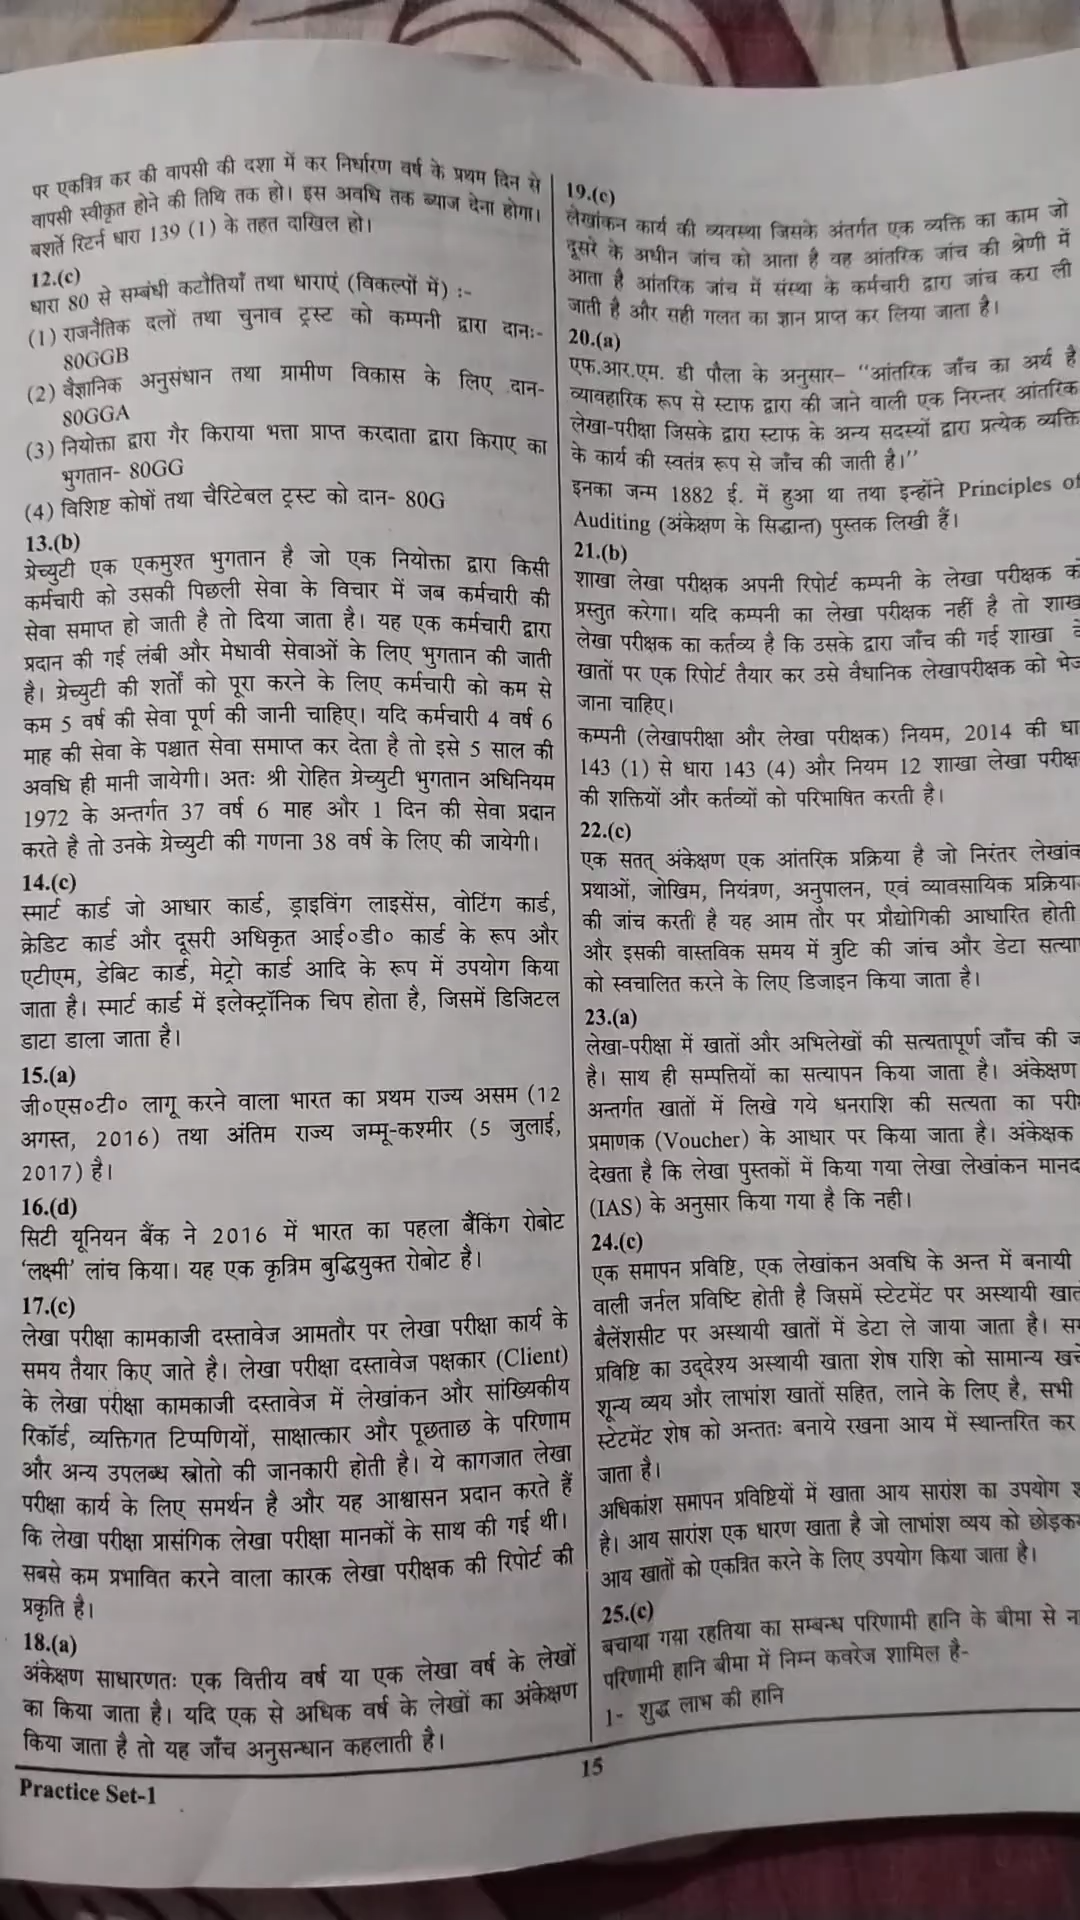 पर एकत्रित कर की वापसी की दशा में कर निर्धारण वर्ष के प्रथम दिन से
वापसी स्वीकृत होने की तिथि तक हो। इस अवधि तक ब्याज देना होगा।
बशर्ते रिटर्न धारा 139 (1) के तहत दाखिल हो।
12.(c)
धारा 80 से सम्बंधी कटौतियाँ तथा धाराएं (विकल्पों में) :-
(1) राजनैतिक दलों तथा चुनाव ट्रस्ट को कम्पनी द्वारा दानः-
80GGB
(2) वैज्ञानिक अनुसंधान तथा ग्रामीण विकास के लिए दान-
80GGA
(3) नियोक्ता द्वारा गैर किराया भत्ता प्राप्त करदाता द्वारा किराए का
भुगतान- 80GG
(4) विशिष्ट कोषों तथा चैरिटेबल ट्रस्ट को दान- 80G
13.(b)
ग्रेच्युटी एक एकमुश्त भुगतान है जो एक नियोक्ता द्वारा किसी
कर्मचारी को उसकी पिछली सेवा के विचार में जब कर्मचारी की
सेवा समाप्त हो जाती है तो दिया जाता है। यह एक कर्मचारी द्वारा
प्रदान की गई लंबी और मेधावी सेवाओं के लिए भुगतान की जाती
है। ग्रेच्युटी की शर्तों को पूरा करने के लिए कर्मचारी को कम से
कम 5 वर्ष की सेवा पूर्ण की जानी चाहिए। यदि कर्मचारी 4 वर्ष 6
माह की सेवा के पश्चात सेवा समाप्त कर देता है तो इसे 5 साल की
अवधि ही मानी जायेगी। अतः श्री रोहित ग्रेच्युटी भुगतान अधिनियम
1972 के अन्तर्गत 37 वर्ष 6 माह और 1 दिन की सेवा प्रदान
करते है तो उनके ग्रेच्युटी की गणना 38 वर्ष के लिए की जायेगी।
14.(c)
स्मार्ट कार्ड जो आधार कार्ड, ड्राइविंग लाइसेंस, वोटिंग कार्ड,
क्रेडिट कार्ड और दूसरी अधिकृत आई०डी० कार्ड के रूप और
एटीएम, डेबिट कार्ड, मेट्रो कार्ड आदि के रूप में उपयोग किया
जाता है। स्मार्ट कार्ड में इलेक्ट्रॉनिक चिप होता है, जिसमें डिजिटल
डाटा डाला जाता है।
15.(a)
जी०एस०टी० लागू करने वाला भारत का प्रथम राज्य असम (12
अगस्त, 2016) तथा अंतिम राज्य जम्मू-कश्मीर (5 जुलाई,
2017) है।
16.(d)
सिटी यूनियन बैंक ने 2016 में भारत का पहला बैंकिंग रोबोट
'लक्ष्मी' लांच किया। यह एक कृत्रिम बुद्धियुक्त रोबोट है।
17.(c)
लेखा परीक्षा कामकाजी दस्तावेज आमतौर पर लेखा परीक्षा कार्य के
समय तैयार किए जाते है। लेखा परीक्षा दस्तावेज पक्षकार (Client)
के लेखा परीक्षा कामकाजी दस्तावेज में लेखांकन और सांख्यिकीय
रिकॉर्ड, व्यक्तिगत टिप्पणियों, साक्षात्कार और पूछताछ के परिणाम
और अन्य उपलब्ध स्त्रोतो की जानकारी होती है। ये कागजात लेखा
परीक्षा कार्य के लिए समर्थन है और यह आश्वासन प्रदान करते हैं
कि लेखा परीक्षा प्रासंगिक लेखा परीक्षा मानकों के साथ की गई थी।
सबसे कम प्रभावित करने वाला कारक लेखा परीक्षक की रिपोर्ट की
प्रकृति है।
18.(a)
अंकेक्षण साधारणतः एक वित्तीय वर्ष या एक लेखा वर्ष के लेखों
का किया जाता है। यदि एक से अधिक वर्ष के लेखों का अंकेक्षण
किया जाता है तो यह जाँच अनुसन्धान कहलाती है।
19.(c)
लेखांकन कार्य की व्यवस्था जिसके अंतर्गत एक व्यक्ति का काम जो
दूसरे के अधीन जांच को आता है वह आंतरिक जांच की श्रेणी में
आता है आंतरिक जांच में संस्था के कर्मचारी द्वारा जांच करा ली
जाती है और सही गलत का ज्ञान प्राप्त कर लिया जाता है।
20.(a)
एफ.आर.एम. डी पौला के अनुसार– "आंतरिक जाँच का अर्थ है
व्यावहारिक रूप से स्टाफ द्वारा की जाने वाली एक निरन्तर आंतरिक
लेखा-परीक्षा जिसके द्वारा स्टाफ के अन्य सदस्यों द्वारा प्रत्येक व्यक्ति
के कार्य की स्वतंत्र रूप से जाँच की जाती है।"
इनका जन्म 1882 ई. में हुआ था तथा इन्होंने Principles of
Auditing (अंकेक्षण के सिद्धान्त) पुस्तक लिखी हैं।
21.(b)
शाखा लेखा परीक्षक अपनी रिपोर्ट कम्पनी के लेखा परीक्षक
प्रस्तुत करेगा। यदि कम्पनी का लेखा परीक्षक नहीं है तो
लेखा परीक्षक का कर्तव्य है कि उसके द्वारा जाँच की गई शाखा
खातों पर एक रिपोर्ट तैयार कर उसे वैधानिक लेखापरीक्षक को
जाना चाहिए।
कम्पनी (लेखापरीक्षा और लेखा परीक्षक) नियम, 2014 की
143 (1) से धारा 143 (4) और नियम 12 शाखा लेखा
की शक्तियों और कर्तव्यों को परिभाषित करती है।
22.(c)
एक सतत् अंकेक्षण एक आंतरिक प्रक्रिया है जो निरंतर
प्रथाओं, जोखिम, नियंत्रण, अनुपालन, एवं व्यावसायिक
की जांच करती है यह आम तौर पर प्रौद्योगिकी आधारित होती
और इसकी वास्तविक समय में त्रुटि की जांच और डेटा
को स्वचालित करने के लिए डिजाइन किया जाता है।
23.(a)
लेखा-परीक्षा में खातों और अभिलेखों की सत्यतापूर्ण जाँच की
है। साथ ही सम्पत्तियों का सत्यापन किया जाता है। अंकेक्षण
अन्तर्गत खातों में लिखे गये धनराशि की सत्यता का
प्रमाणक (Voucher) के आधार पर किया जाता है। अंकेक्षक
देखता है कि लेखा पुस्तकों में किया गया लेखा लेखांकन
(IAS) के अनुसार किया गया है कि नही।
24.(c)
एक समापन प्रविष्टि, एक लेखांकन अवधि के अन्त में बनायी
वाली जर्नल प्रविष्टि होती है जिसमें स्टेटमेंट पर अस्थायी
बैलेंशसीट पर अस्थायी खातों में डेटा ले जाया जाता है।
प्रविष्टि का उद्देश्य अस्थायी खाता शेष राशि को सामान्य
शून्य व्यय और लाभांश खातों सहित, लाने के लिए है, सभी
स्टेटमेंट शेष को अन्ततः बनाये रखना आय में स्थान्तरित कर
जाता है।
अधिकांश समापन प्रविष्टियों में खाता आय सारांश का उपयोग
है। आय सारांश एक धारण खाता है जो लाभांश व्यय को
आय खातों को एकत्रित करने के लिए उपयोग किया जाता है।
25.(c)
बचाया गया रहतिया का सम्बन्ध परिणामी हानि के बीमा से
परिणामी हानि बीमा में निम्न कवरेज शामिल है-
1- शुद्ध लाभ की हानि
15
Practice Set-1